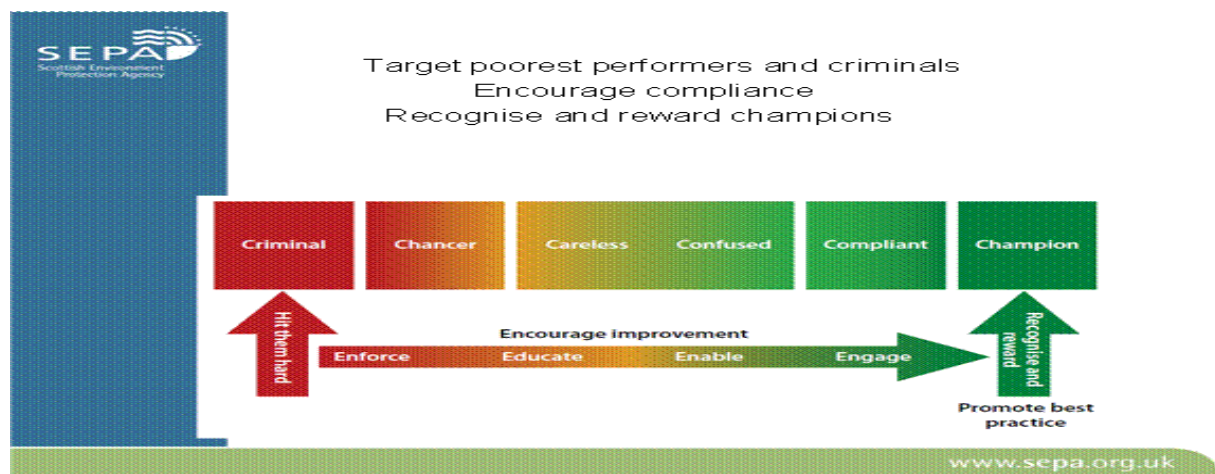 SEPA
Scottish Environment
Protection Agency
Target poorest performers and criminals
Encourage compliance
Recognise and reward champions
Criminal
Chancer
Careless
Confused
Compliant
Champion
Hit them hard
Encourage improvement
Enforce
Educate
Enable
Engage
Recognise and
reward
Promote best
practice
www.sepa.org.uk